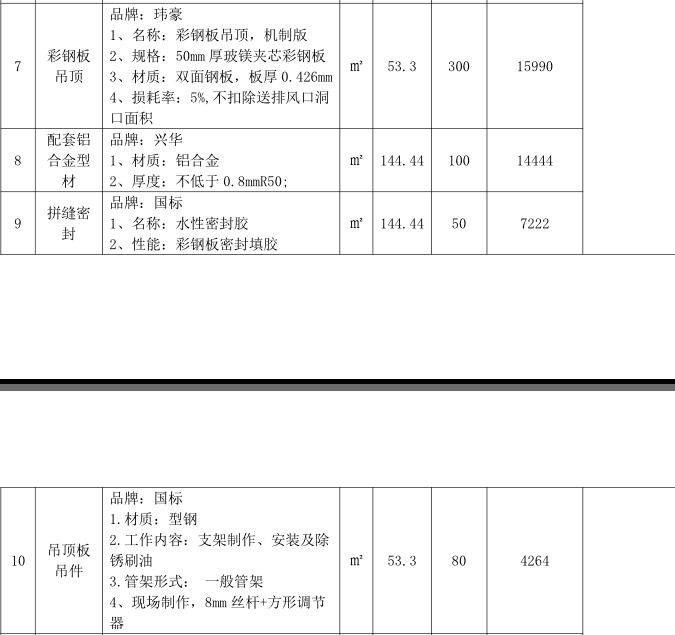 品牌：玮豪
7
彩钢板
吊顶
1、名称：彩钢板吊顶，机制版
2、规格：50mm 厚玻镁夹芯彩钢板
3、材质：双面钢板，板厚 0.426mm
4、损耗率：5%,不扣除送排风口洞
口面积
㎡
53.3
300
15990
8
配套铝
合金型
材
品牌：兴华
1、材质：铝合金
2、厚度：不低于 0.8mmR50;
㎡
144.44
100
14444
9
拼缝密
封
品牌：国标
1、名称：水性密封胶
2、性能：彩钢板密封填胶
㎡
144.44
50
7222
10
吊顶板
吊件
品牌：国标
1.材质：型钢
2.工作内容：支架制作、安装及除
锈刷油
3.管架形式： 一般管架
4、现场制作，8mm 丝杆+方形调节
器
㎡
53.3
80
4264